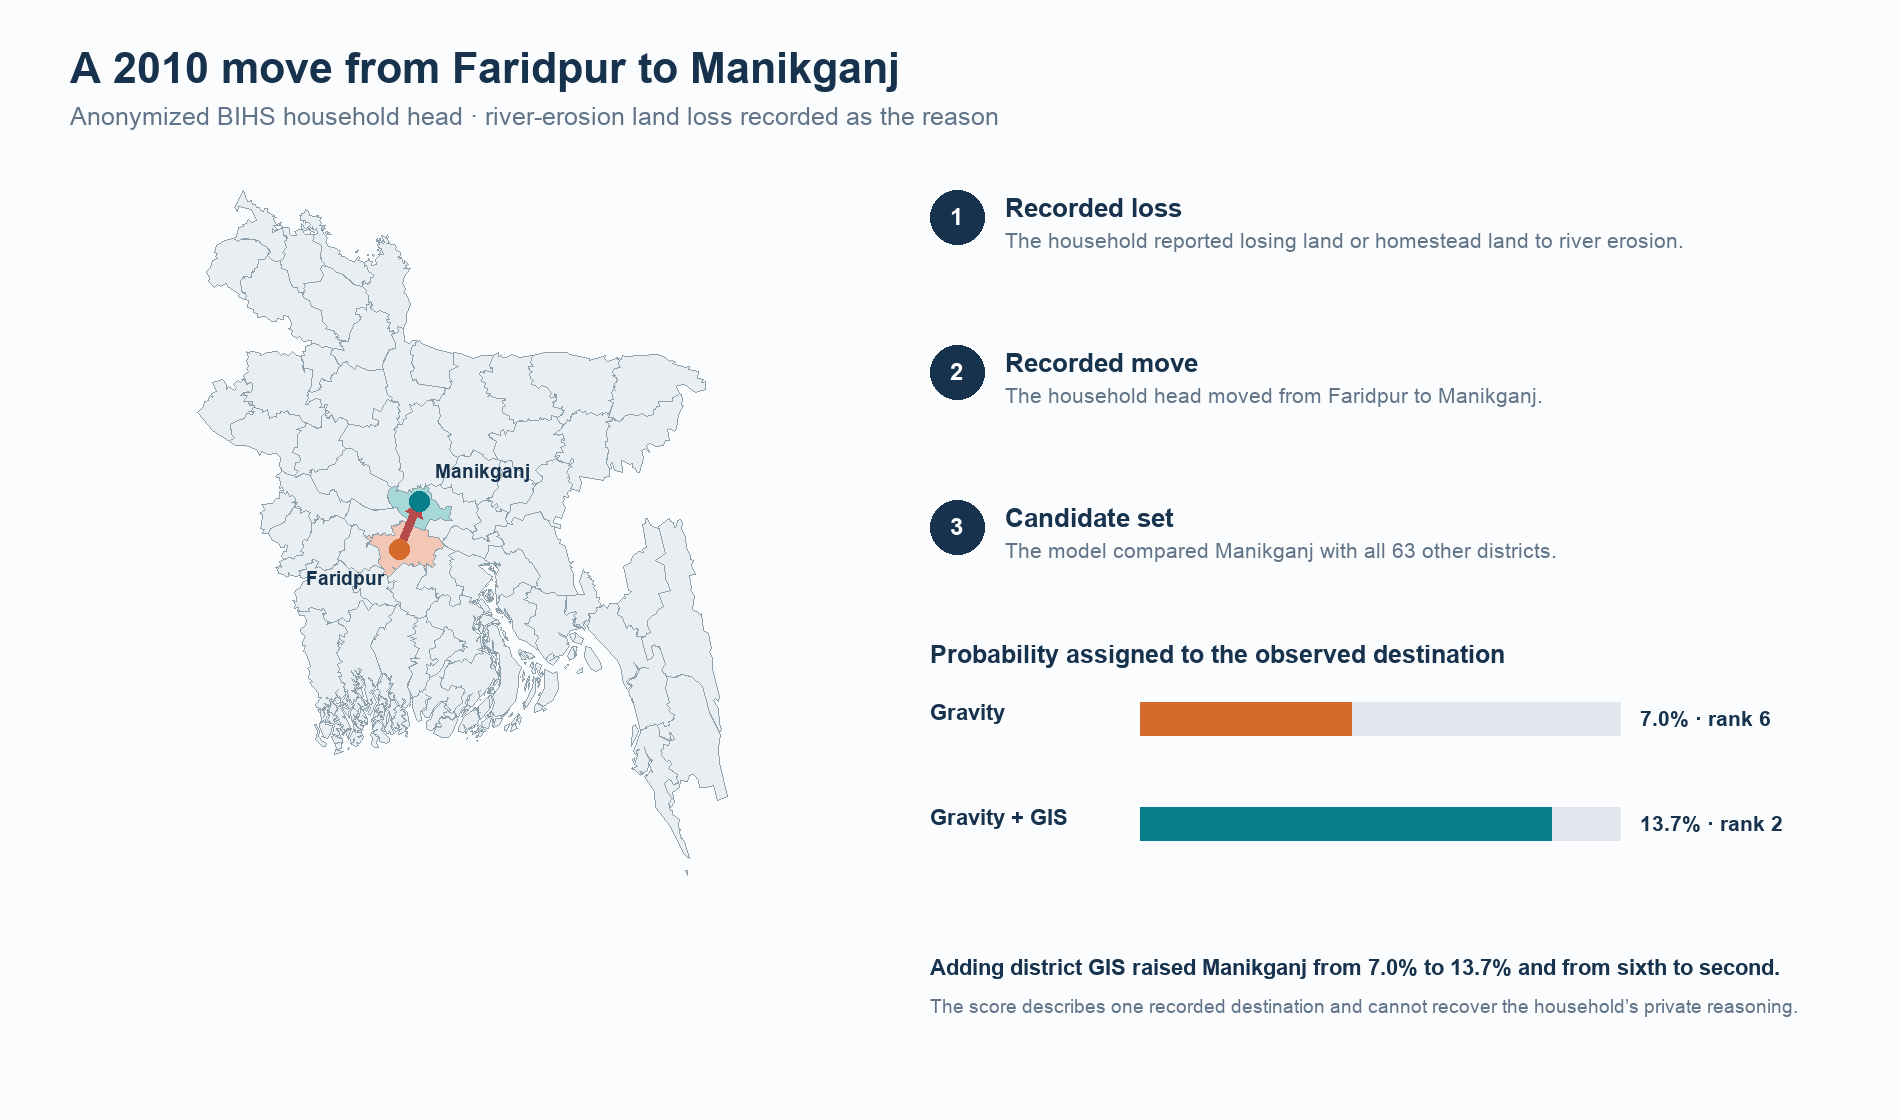 A 2010 move from Faridpur to Manikganj
Anonymized BIHS household head · river-erosion land loss recorded as the reason
Manikganj
Faridpur
1
Recorded loss
The household reported losing land or homestead land to river erosion.
2
Recorded move
The household head moved from Faridpur to Manikganj.
3
Candidate set
The model compared Manikganj with all 63 other districts.
Probability assigned to the observed destination
Gravity
7.0% · rank 6
Gravity + GIS
13.7% · rank 2
Adding district GIS raised Manikganj from 7.0% to 13.7% and from sixth to second.
The score describes one recorded destination and cannot recover the household’s private reasoning.